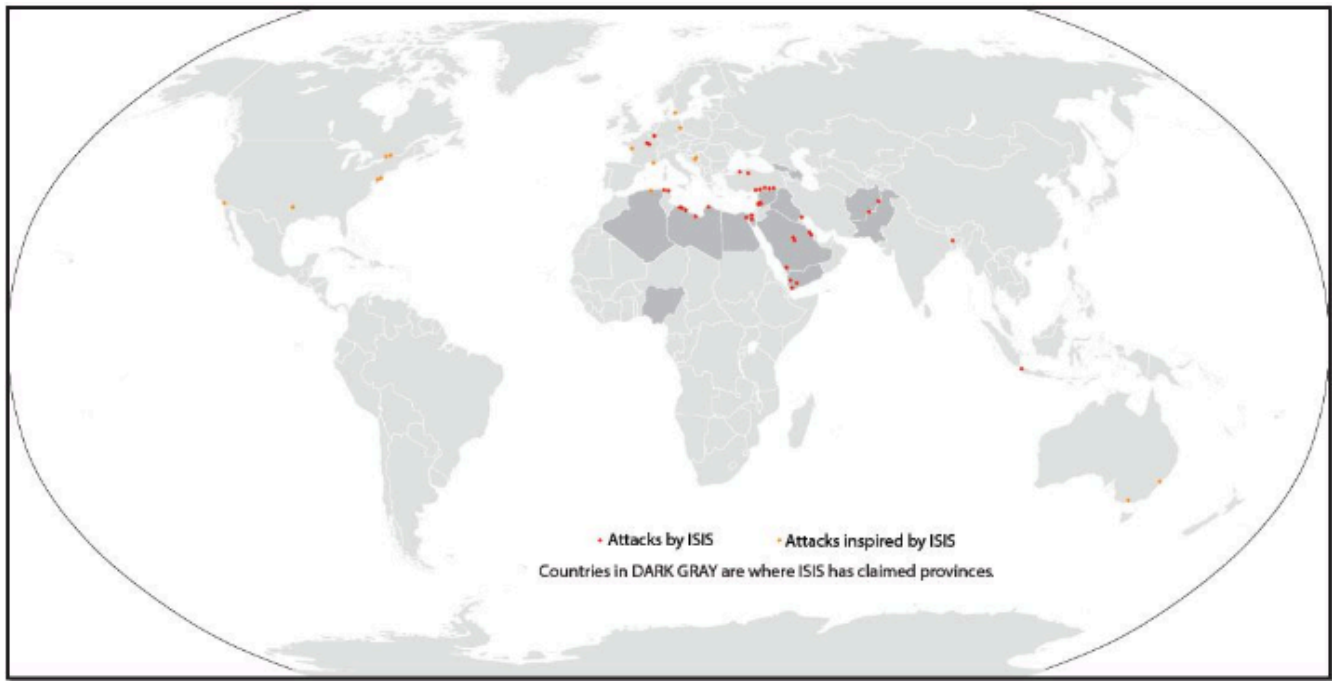 Attacks by ISIS
Attacks inspired by ISIS
Countries in DARK GRAY are where ISIS has claimed provinces.